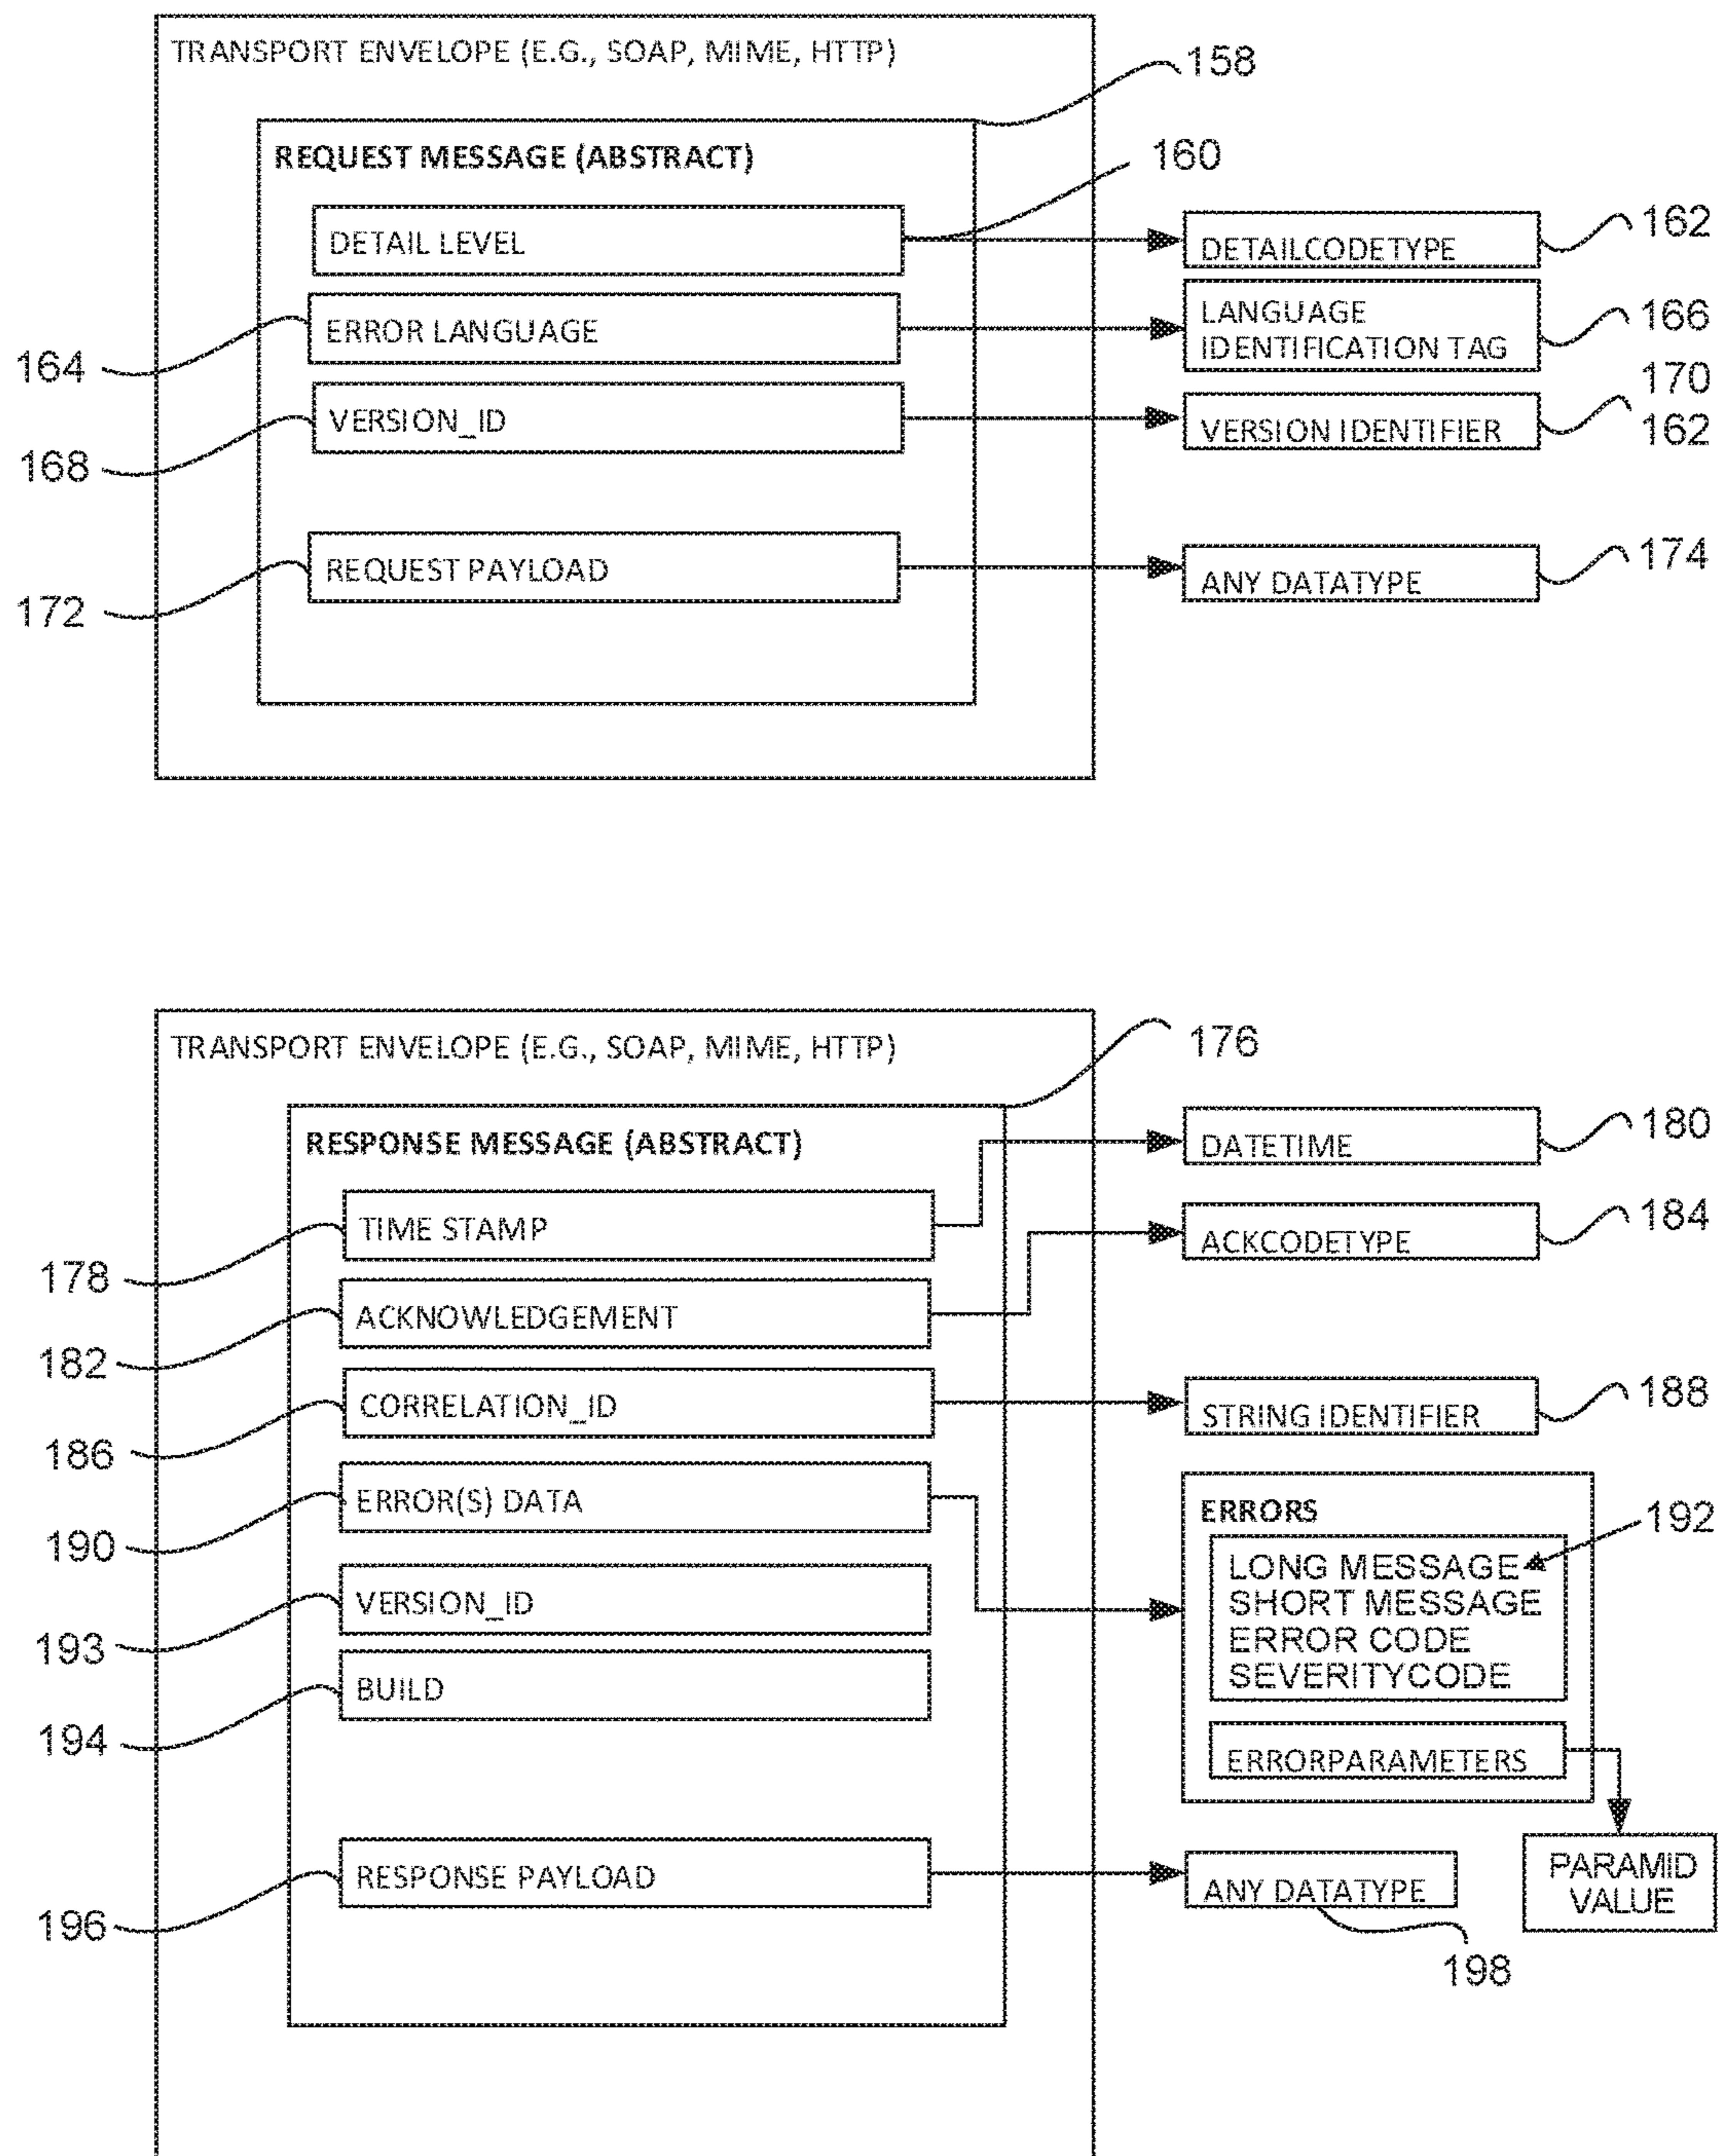 TRANSPORT ENVELOPE (E.G., SOAP, MIME, HTTP)
158
REQUEST MESSAGE (ABSTRACT)
160
DETAIL LEVEL
DETAILCODETYPE
162
164
ERROR LANGUAGE
LANGUAGE
IDENTIFICATION TAG
166
168
VERSION_ID
VERSION IDENTIFIER
170
162
172
REQUEST PAYLOAD
ANY DATATYPE
174
TRANSPORT ENVELOPE (E.G., SOAP, MIME, HTTP)
176
RESPONSE MESSAGE (ABSTRACT)
DATETIME
180
178
TIME STAMP
ACKCODETYPE
184
182
ACKNOWLEDGEMENT
186
CORRELATION_ID
STRING IDENTIFIER
188
190
ERROR(S) DATA
ERRORS
192
LONG MESSAGE
SHORT MESSAGE
ERROR CODE
SEVERITYCODE
193
VERSION_ID
194
BUILD
ERRORPARAMETERS
PARAMID
VALUE
196
RESPONSE PAYLOAD
ANY DATATYPE
198